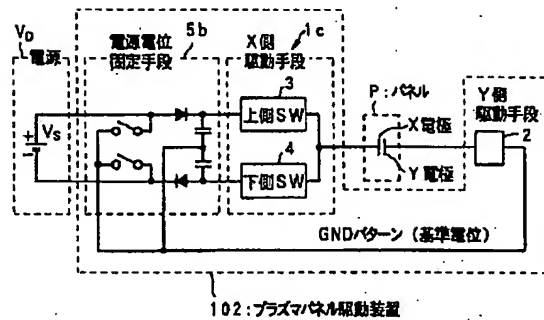 V_D
電源
電源電位
固定手段
5b
X側
駆動手段
1c
3
上側SW
4
下側SW
+
−
V_S
P:パネル
X電極
Y電極
Y側
駆動手段
2
GNDパターン(基準電位)
102:プラズマパネル駆動装置